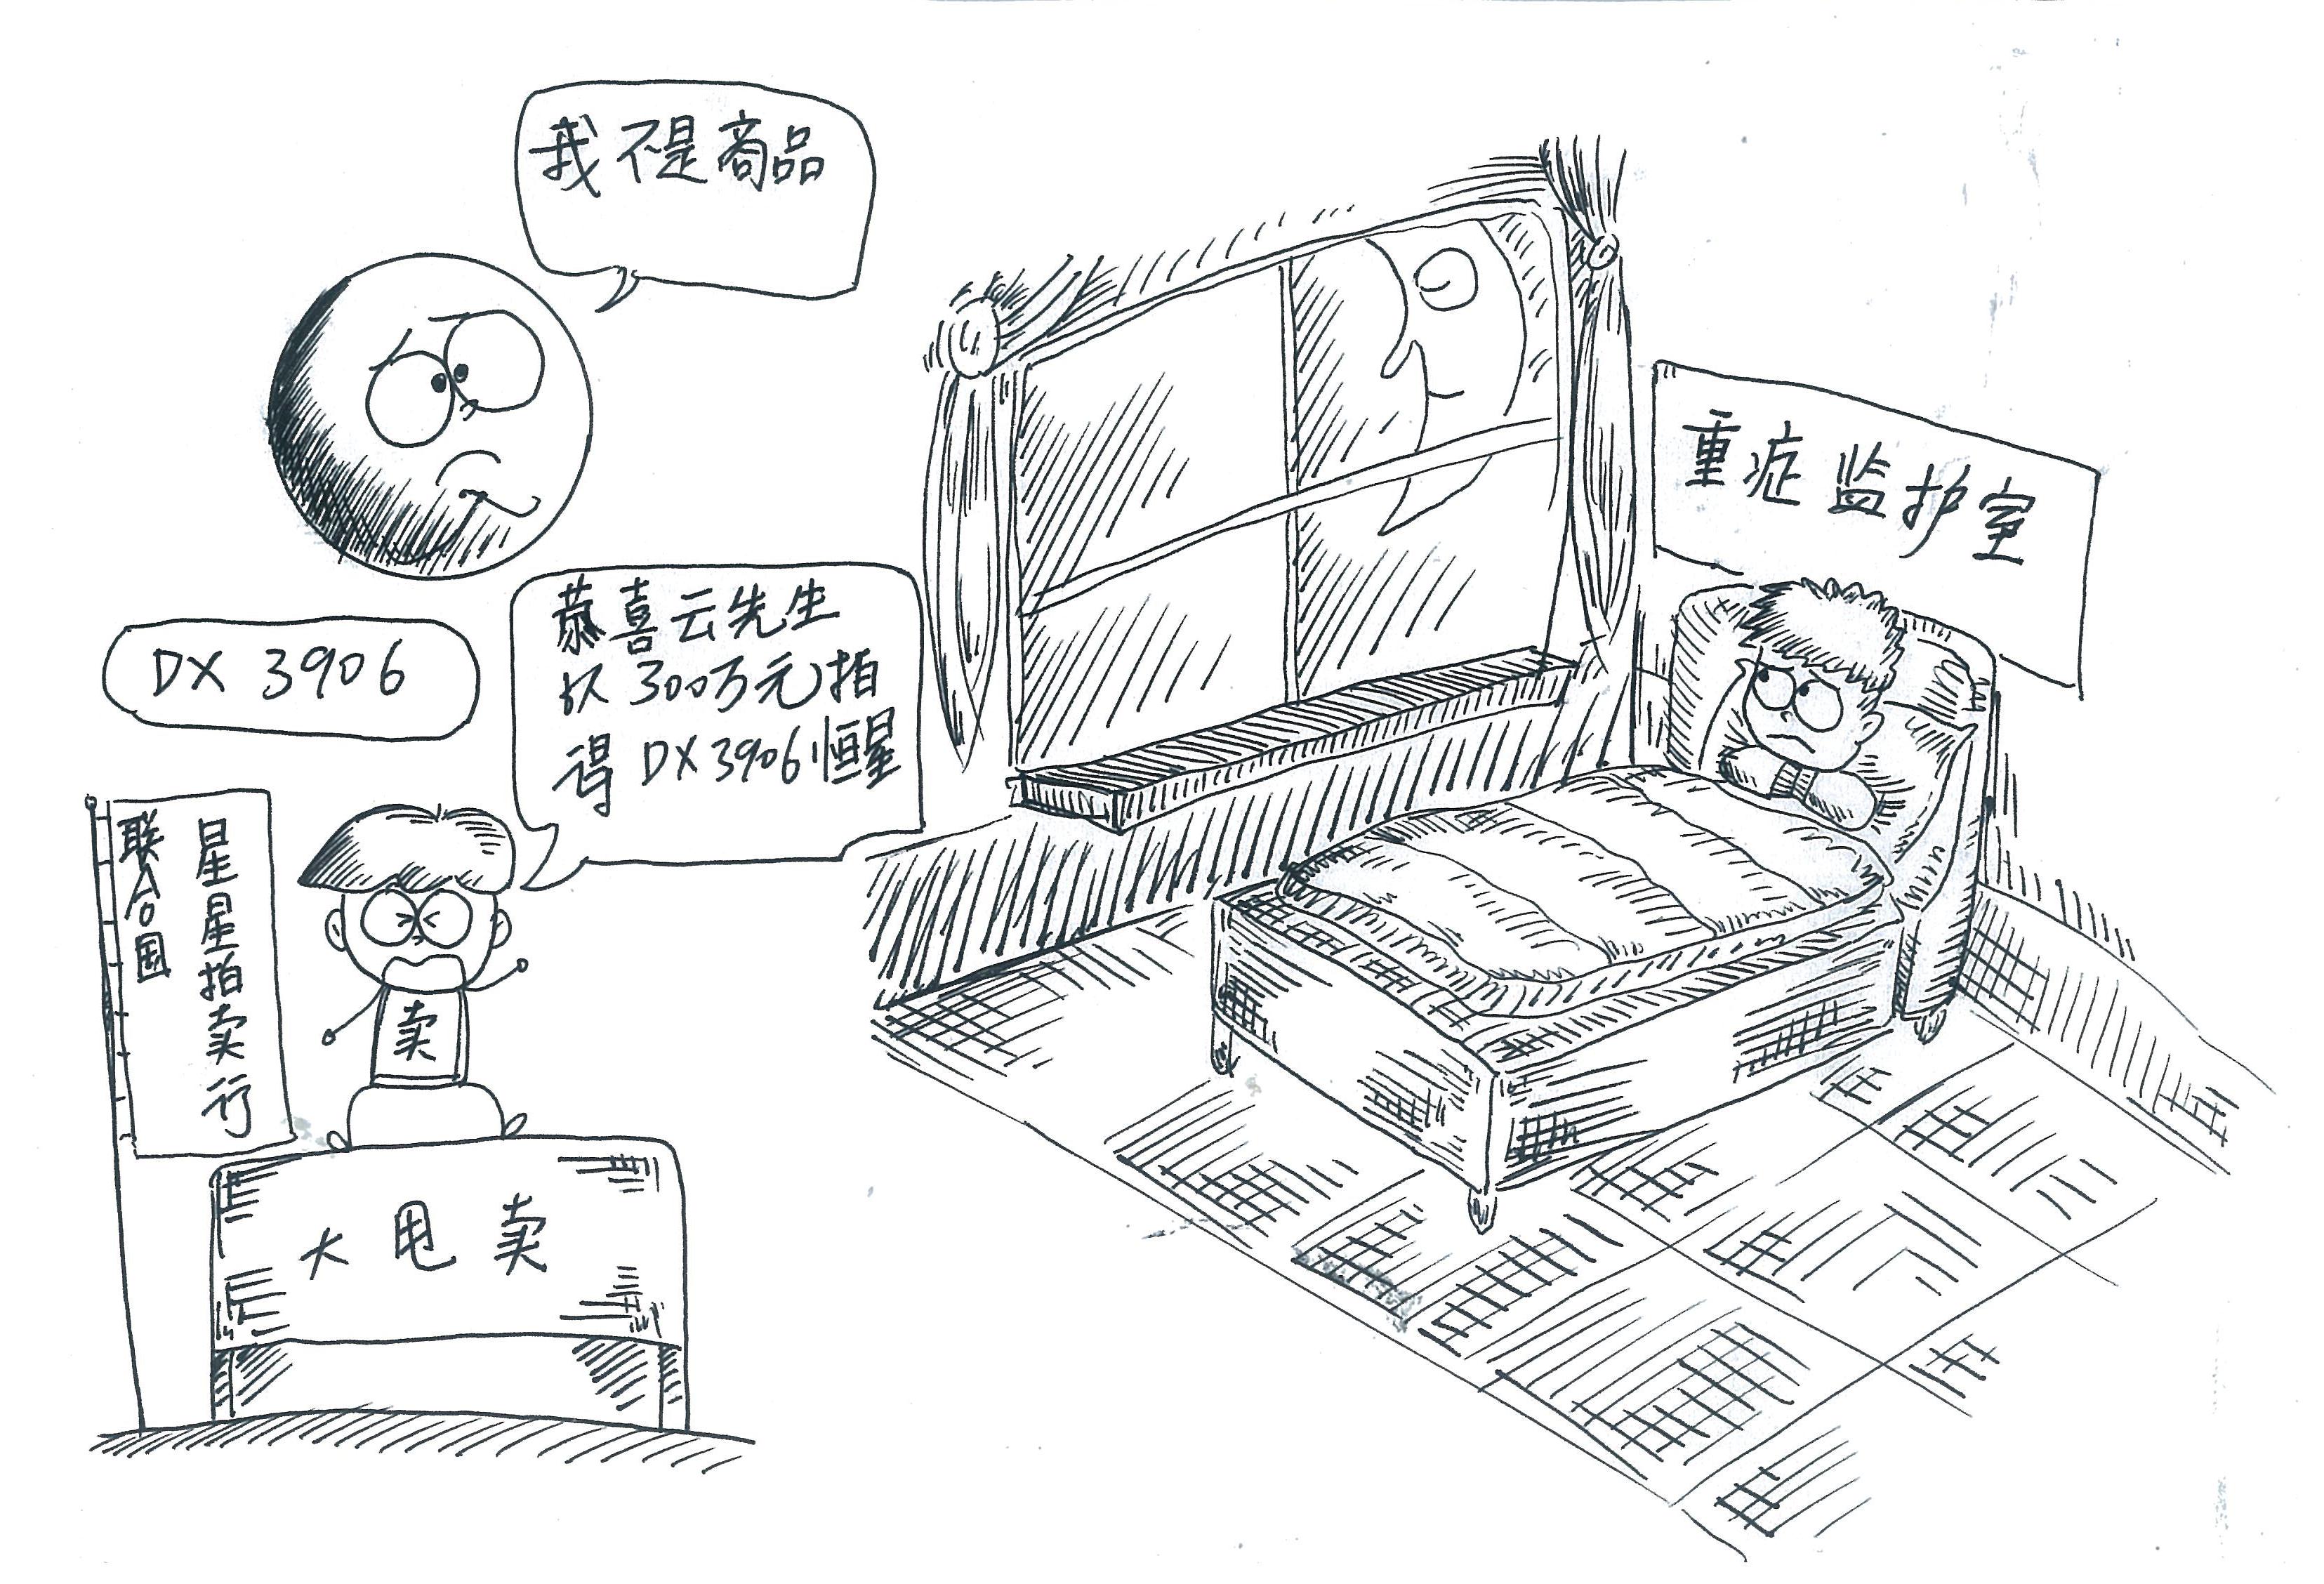 我不是商品
DX 3906
恭喜云先生
以300万元拍
得DX3906恒星
联合国
星星拍卖行
卖
大甩卖
重症监护室